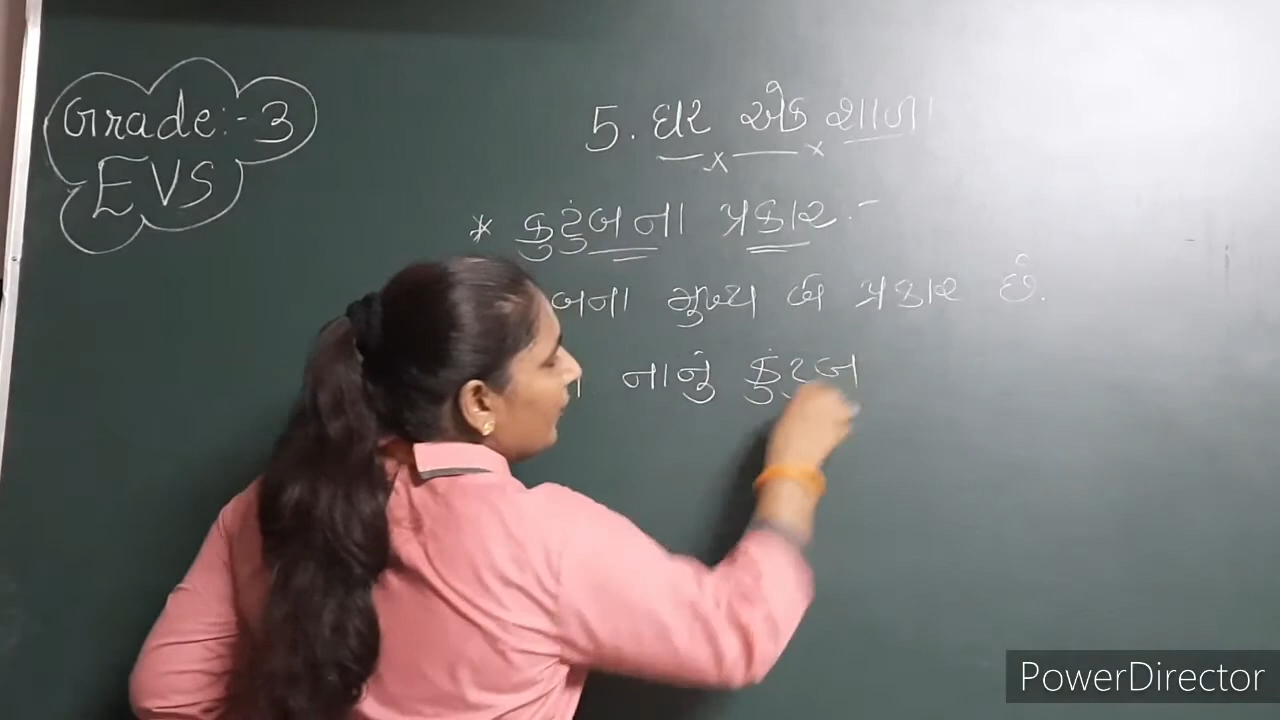 Grade:- 3
EVS
5. ઘર એક શાળા
* કુટુંબના પ્રકાર:-
બના મુખ્ય બે પ્રકાર છે.
નાનું કુંટુબ
PowerDirector